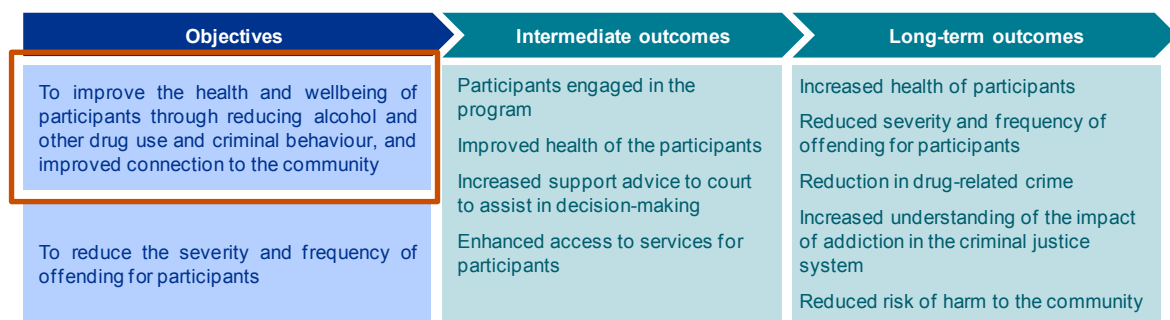 Objectives
Intermediate outcomes
Long-term outcomes
To improve the health and wellbeing of
participants through reducing alcohol and
other drug use and criminal behaviour, and
improved connection to the community
To reduce the severity and frequency of
offending for participants
Participants engaged in the
program
Improved health of the participants
Increased support advice to court
to assist in decision-making
Enhanced access to services for
participants
Increased health of participants
Reduced severity and frequency of
offending for participants
Reduction in drug-related crime
Increased understanding of the impact
of addiction in the criminal justice
system
Reduced risk of harm to the community